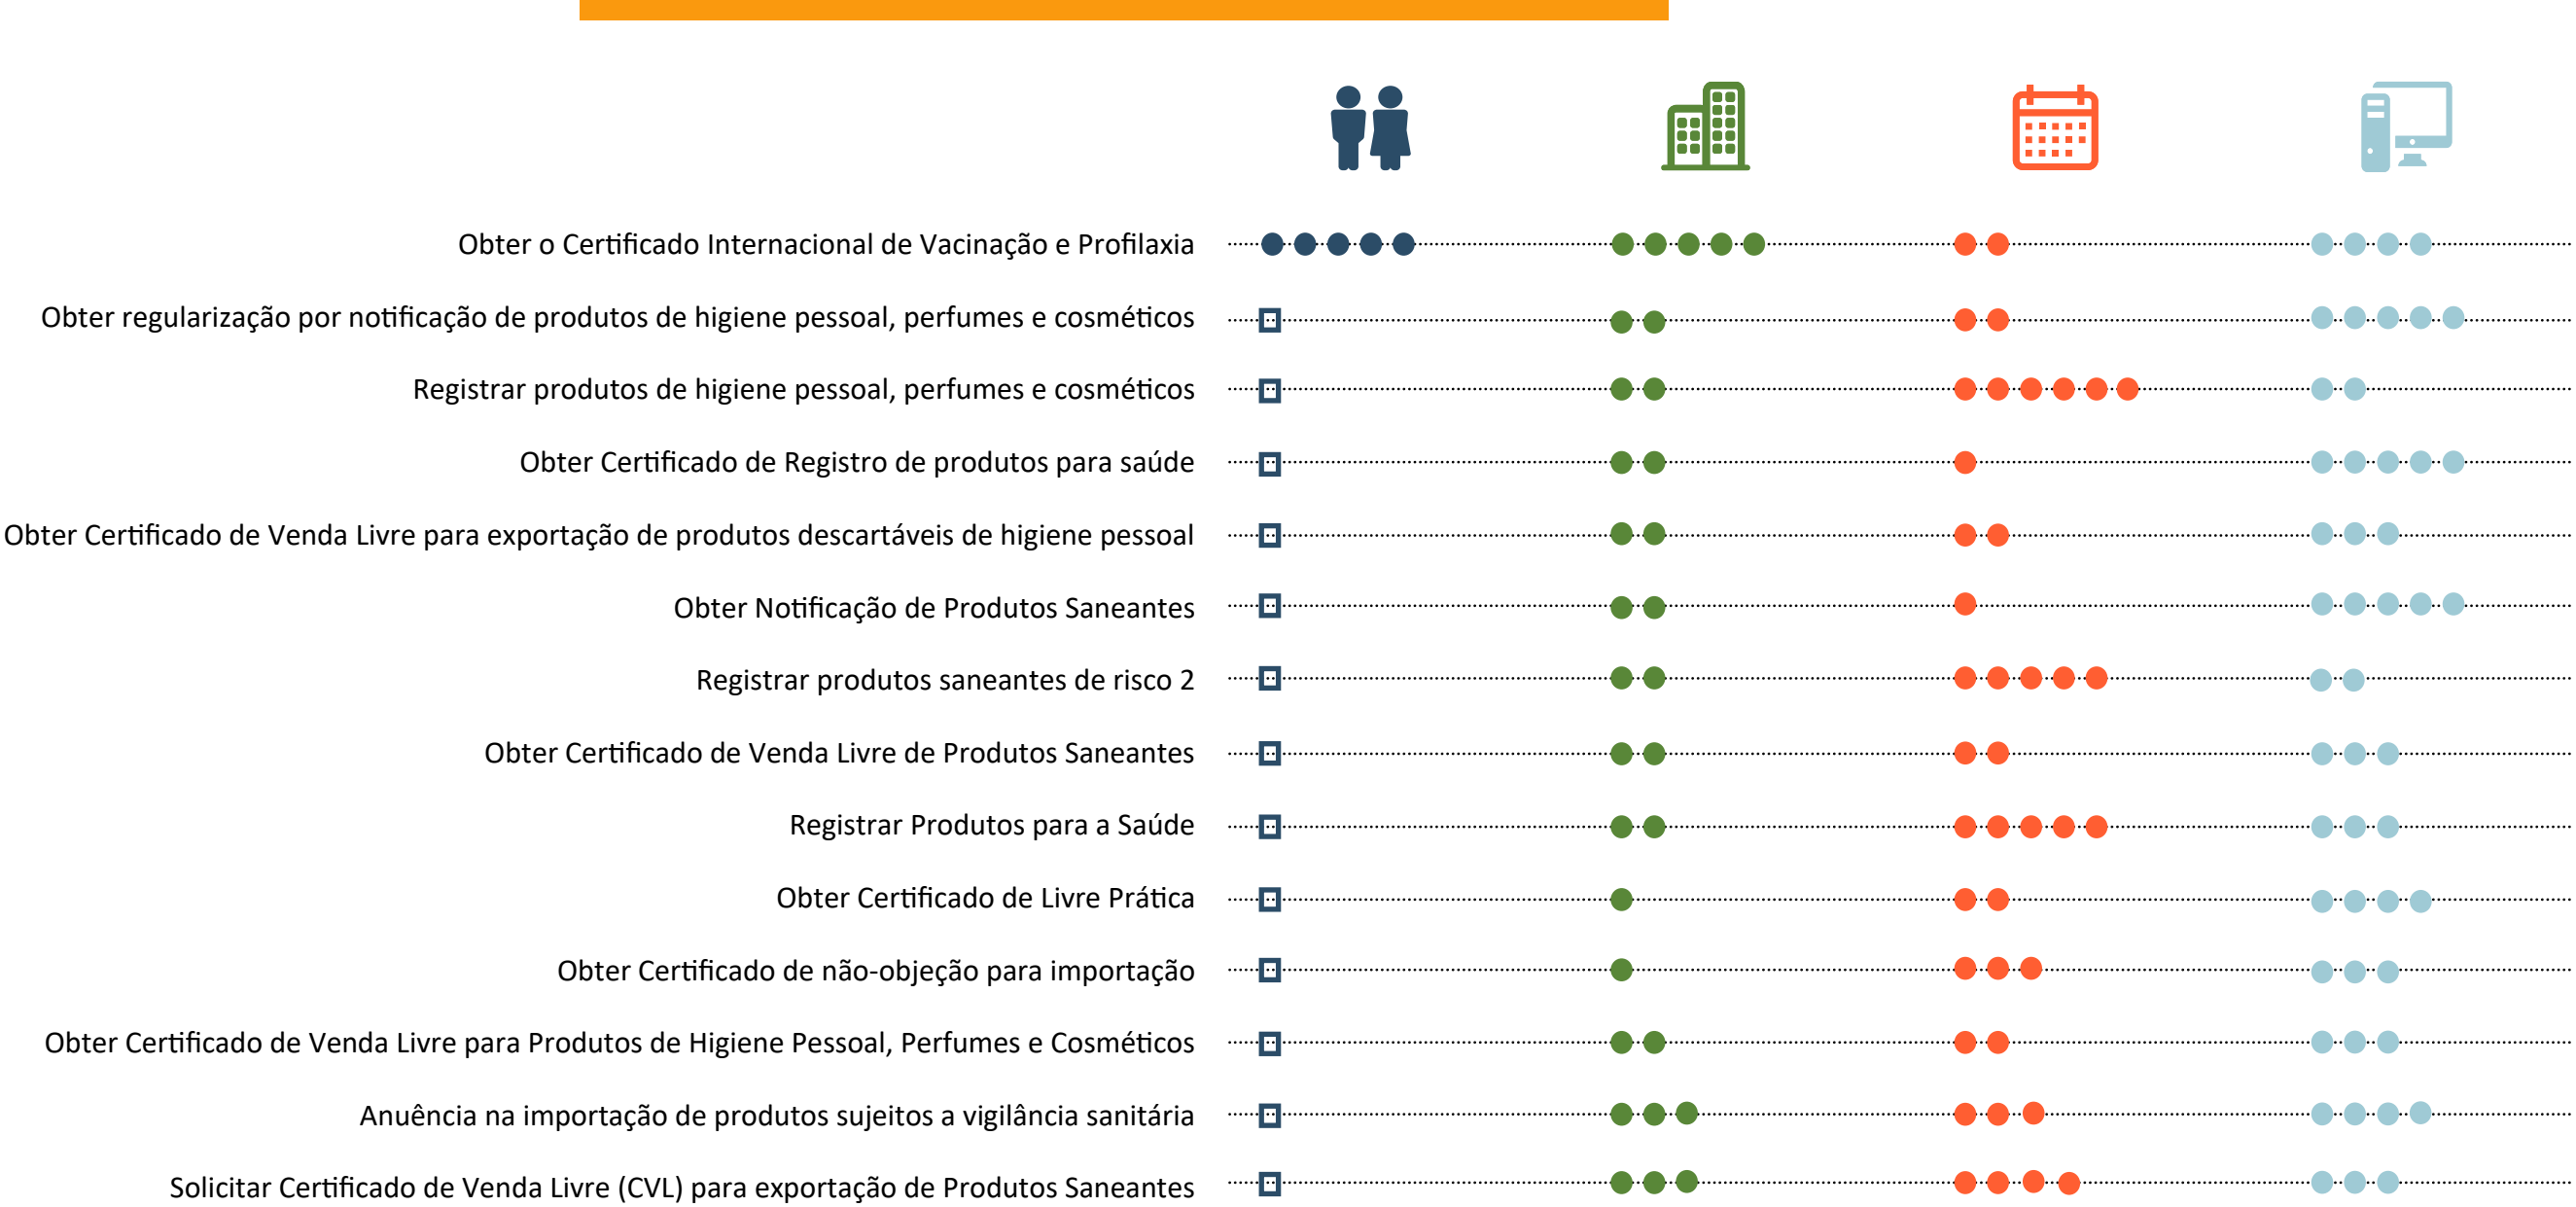 Obter o Certificado Internacional de Vacinação e Profilaxia
Obter regularização por notificação de produtos de higiene pessoal, perfumes e cosméticos
Registrar produtos de higiene pessoal, perfumes e cosméticos
Obter Certificado de Registro de produtos para saúde
Obter Certificado de Venda Livre para exportação de produtos descartáveis de higiene pessoal
Obter Notificação de Produtos Saneantes
Registrar produtos saneantes de risco 2
Obter Certificado de Venda Livre de Produtos Saneantes
Registrar Produtos para a Saúde
Obter Certificado de Livre Prática
Obter Certificado de não-objeção para importação
Obter Certificado de Venda Livre para Produtos de Higiene Pessoal, Perfumes e Cosméticos
Anuência na importação de produtos sujeitos a vigilância sanitária
Solicitar Certificado de Venda Livre (CVL) para exportação de Produtos Saneantes